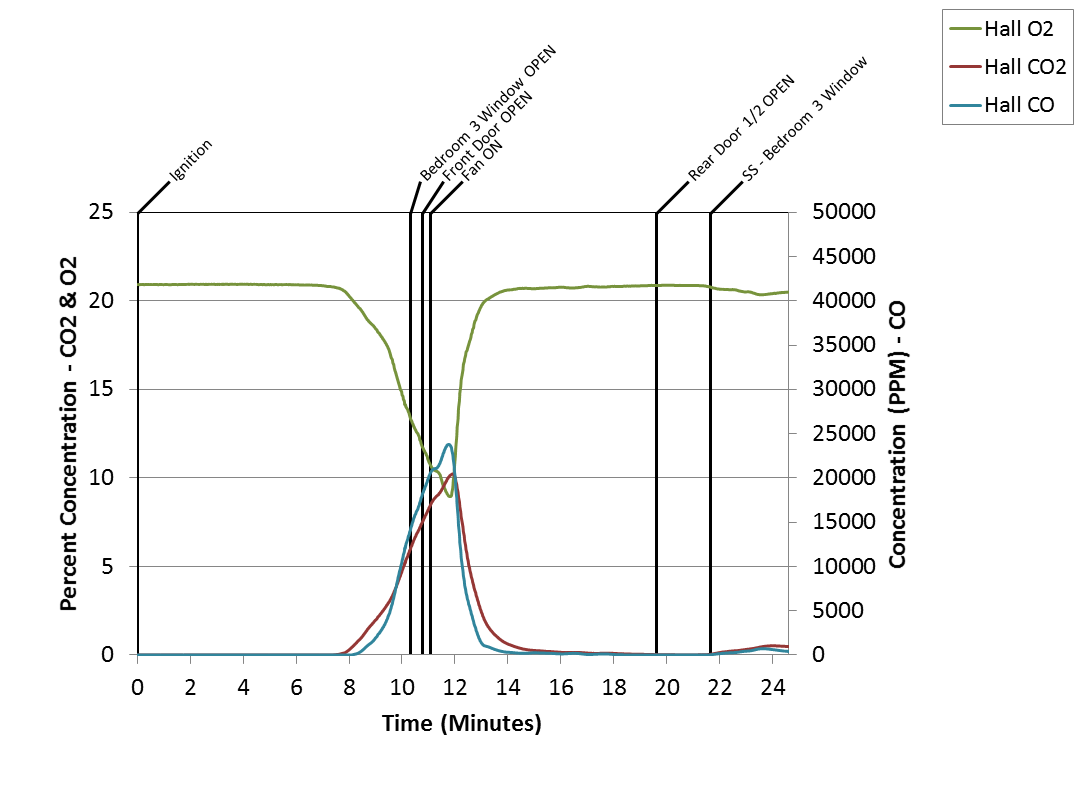 Hall O2
Hall CO2
Hall CO
Ignition
Bedroom 3 Window OPEN
Front Door OPEN
Fan ON
Rear Door 1/2 OPEN
SS - Bedroom 3 Window
25
20
15
10
5
0
Percent Concentration - CO2 & O2
50000
45000
40000
35000
30000
25000
20000
15000
10000
5000
0
Concentration (PPM) - CO
0 2 4 6 8 10 12 14 16 18 20 22 24
Time (Minutes)